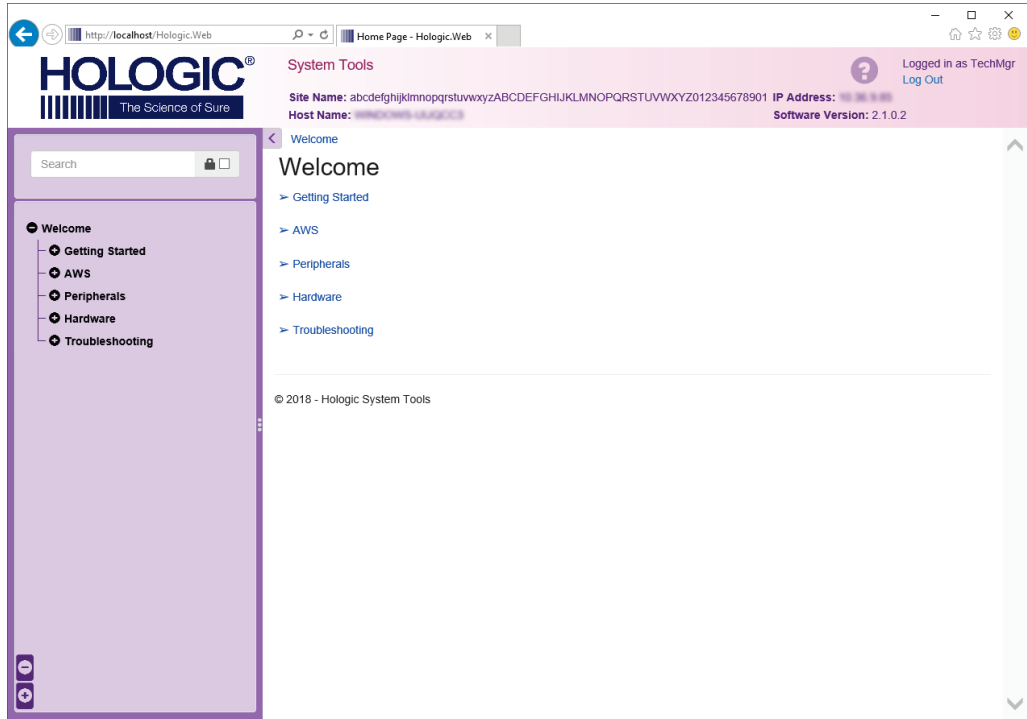 http://localhost/Hologic.Web
Home Page - Hologic.Web
HOLOGIC®
The Science of Sure
System Tools
Logged in as TechMgr
Log Out
Site Name: abcdefghijklmnopqrstuvwxyzABCDEFGHIJKLMNOPQRSTUVWXYZ012345678901 IP Address:
Host Name: Software Version: 2.1.0.2
Search
Welcome
Getting Started
AWS
Peripherals
Hardware
Troubleshooting
Welcome
Welcome
➢ Getting Started
➢ AWS
➢ Peripherals
➢ Hardware
➢ Troubleshooting
© 2018 - Hologic System Tools